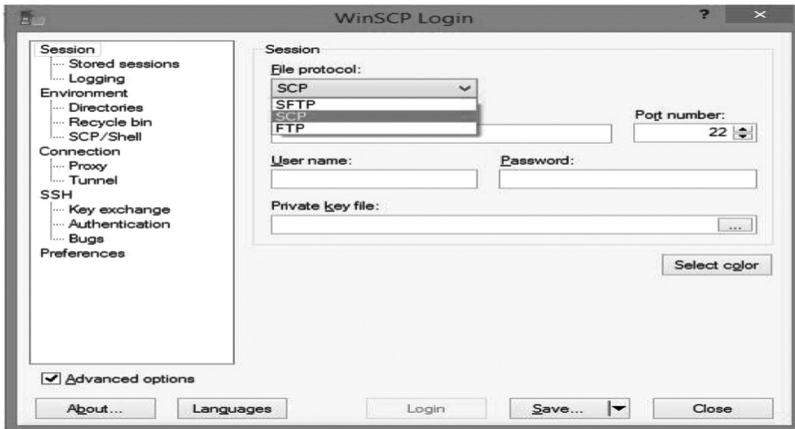 WinSCP Login ? ×
Session
Stored sessions
Logging
Environment
Directories
Recycle bin
SCP/Shell
Connection
Proxy
Tunnel
SSH
Key exchange
Authentication
Bugs
Preferences
Advanced options
Session
File protocol:
SCP
SFTP
SCP
FTP
Port number:
22
User name:
Password:
Private key file:
...
Select color
About...
Languages
Login
Save...
Close